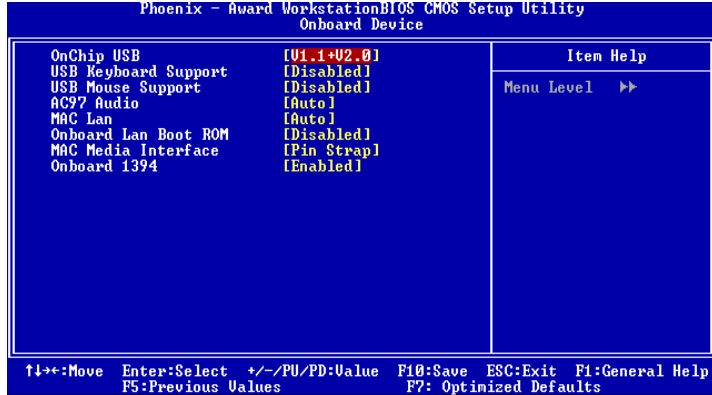 Phoenix - Award WorkstationBIOS CMOS Setup Utility
Onboard Device
OnChip USB [V1.1+V2.0]
USB Keyboard Support [Disabled]
USB Mouse Support [Disabled]
AC97 Audio [Auto]
MAC Lan [Auto]
Onboard Lan Boot ROM [Disabled]
MAC Media Interface [Pin Strap]
Onboard 1394 [Enabled]
Item Help
Menu Level ►►
↑↓→←:Move Enter:Select +/-/PU/PD:Value F10:Save ESC:Exit F1:General Help
F5:Previous Values F7: Optimized Defaults